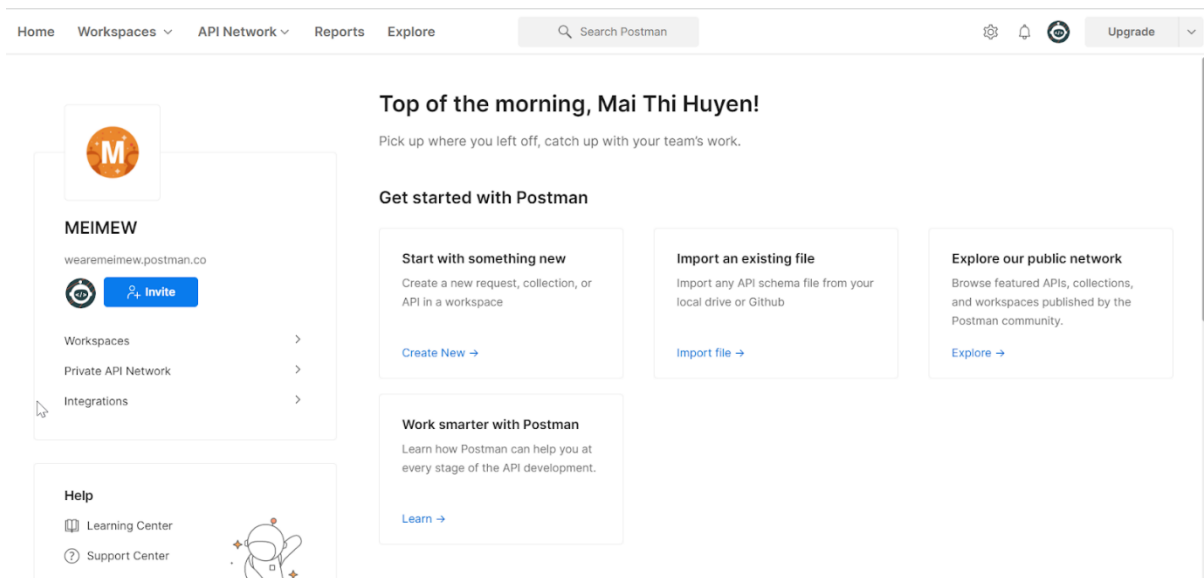 Home Workspaces API Network Reports Explore Search Postman Upgrade
M
MEIMEW
wearemeimew.postman.co
Invite
Workspaces
Private API Network
Integrations
Help
Learning Center
Support Center
Top of the morning, Mai Thi Huyen!
Pick up where you left off, catch up with your team's work.
Get started with Postman
Start with something new
Create a new request, collection, or
API in a workspace
Create New →
Import an existing file
Import any API schema file from your
local drive or Github
Import file →
Explore our public network
Browse featured APIs, collections,
and workspaces published by the
Postman community.
Explore →
Work smarter with Postman
Learn how Postman can help you at
every stage of the API development.
Learn →